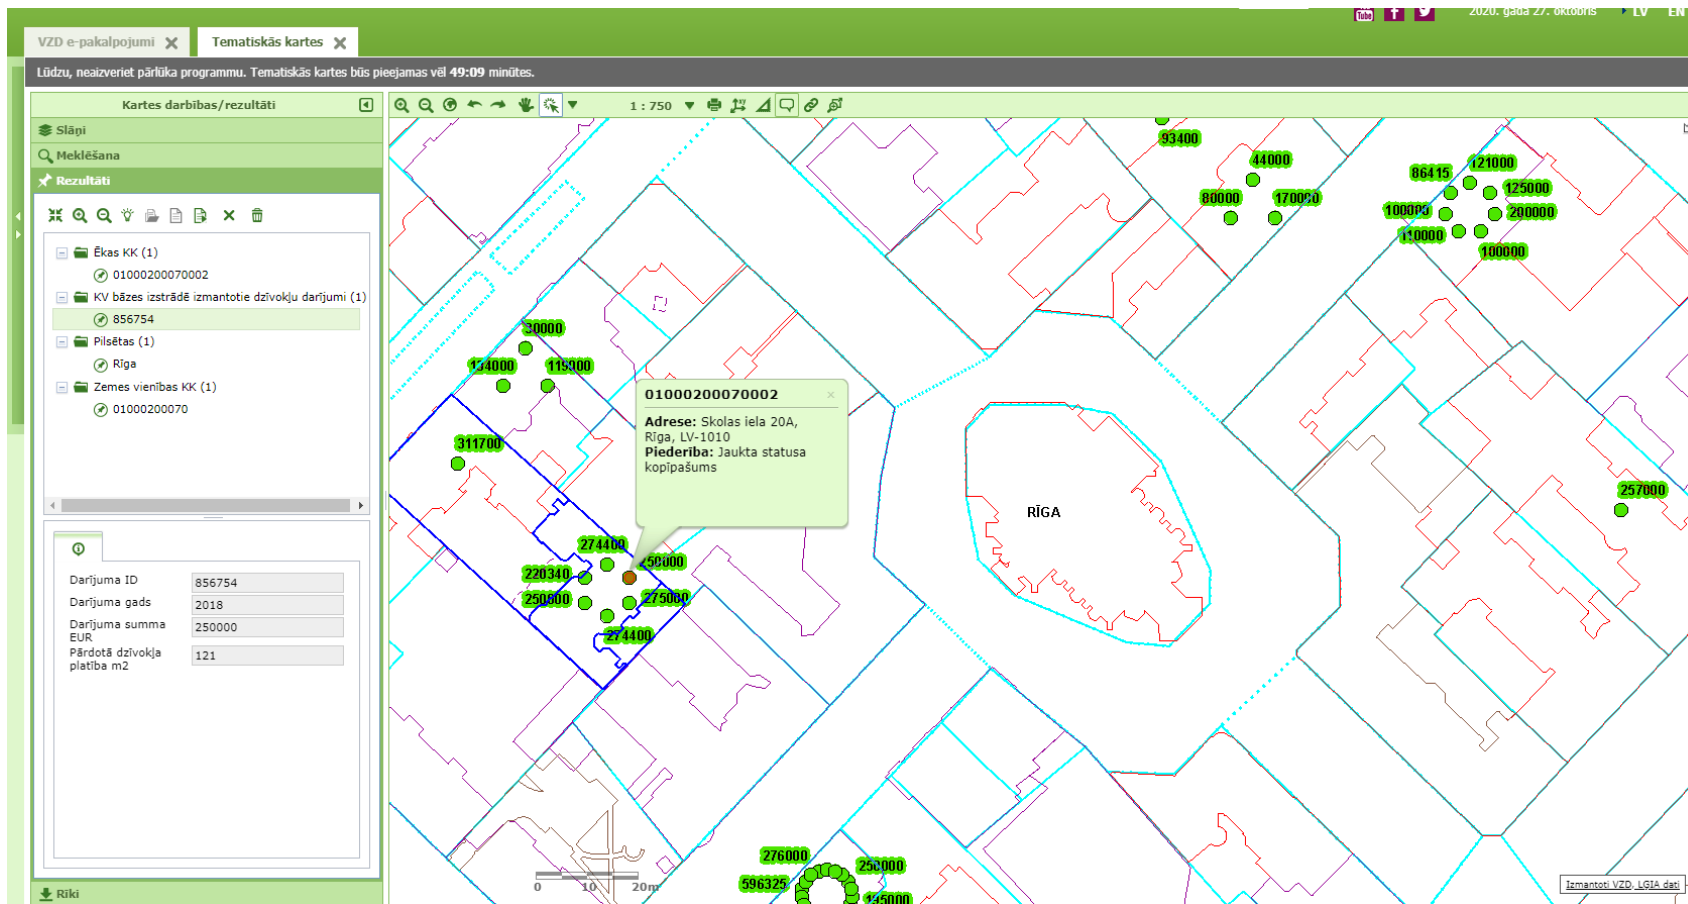 You Tube
f
2020. gada 27. oktobris
LV
EN
VZD e-pakalpojumi
Tematiskās kartes
Lūdzu, neaizveriet pārlūka programmu. Tematiskās kartes būs pieejamas vēl 49:09 minūtes.
Kartes darbības/rezultāti
1 : 750
xy
Slāņi
Meklēšana
Rezultāti
Ēkas KK (1)
01000200070002
KV bāzes izstrādē izmantotie dzīvokļu darījumi (1)
856754
Pilsētas (1)
Rīga
Zemes vienības KK (1)
01000200070
Darījuma ID
856754
Darījuma gads
2018
Darījuma summa
EUR
250000
Pārdotā dzīvokļa
platība m2
121
Rīki
93400
44000
80000
170000
86415
121000
125000
100000
200000
110000
100000
30000
134000
119000
311700
01000200070002
Adrese: Skolas iela 20A,
Rīga, LV-1010
Piederība: Jaukta statusa
kopīpašums
RĪGA
257000
274400
250000
220340
250000
275000
274400
276000
250000
596325
195000
0
10
20m
Izmantoti VZD, LĢIA dati